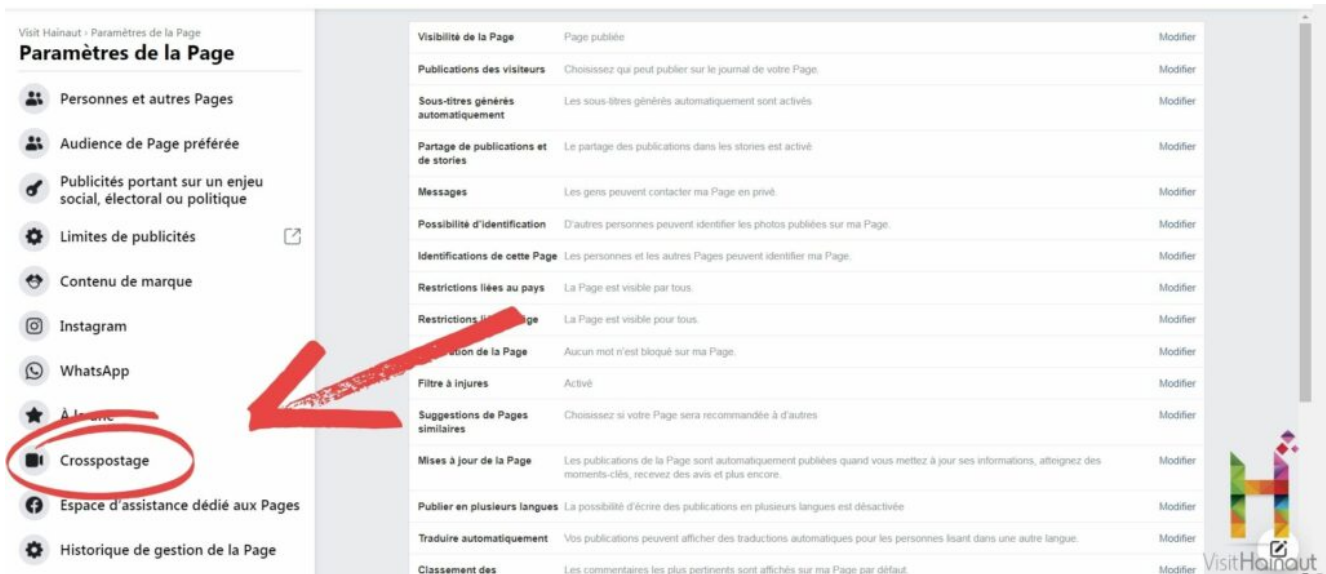 Visit Hainaut › Paramètres de la Page
Paramètres de la Page
Personnes et autres Pages
Audience de Page préférée
Publicités portant sur un enjeu
social, électoral ou politique
Limites de publicités
Contenu de marque
Instagram
WhatsApp
À la une
Crosspostage
Espace d'assistance dédié aux Pages
Historique de gestion de la Page
Visibilité de la Page Page publiée Modifier
Publications des visiteurs Choisissez qui peut publier sur le journal de votre Page. Modifier
Sous-titres générés Les sous-titres générés automatiquement sont activés Modifier
automatiquement
Partage de publications et Le partage des publications dans les stories est activé Modifier
de stories
Messages Les gens peuvent contacter ma Page en privé. Modifier
Possibilité d'identification D'autres personnes peuvent identifier les photos publiées sur ma Page. Modifier
Identifications de cette Page Les personnes et les autres Pages peuvent identifier ma Page. Modifier
Restrictions liées au pays La Page est visible par tous. Modifier
Restrictions La Page est visible pour tous. Modifier
de la Page Aucun mot n'est bloqué sur ma Page. Modifier
Filtre à injures Activé Modifier
Suggestions de Pages Choisissez si votre Page sera recommandée à d'autres Modifier
similaires
Mises à jour de la Page Les publications de la Page sont automatiquement publiées quand vous mettez à jour ses informations, atteignez des Modifier
moments-clés, recevez des avis et plus encore.
Publier en plusieurs langues La possibilité d'écrire des publications en plusieurs langues est désactivée Modifier
Traduire automatiquement Vos publications peuvent afficher des traductions automatiques pour les personnes lisant dans une autre langue. Modifier
Classement des Les commentaires les plus pertinents sont affichés sur ma Page par défaut. Modifier
VisitHainaut